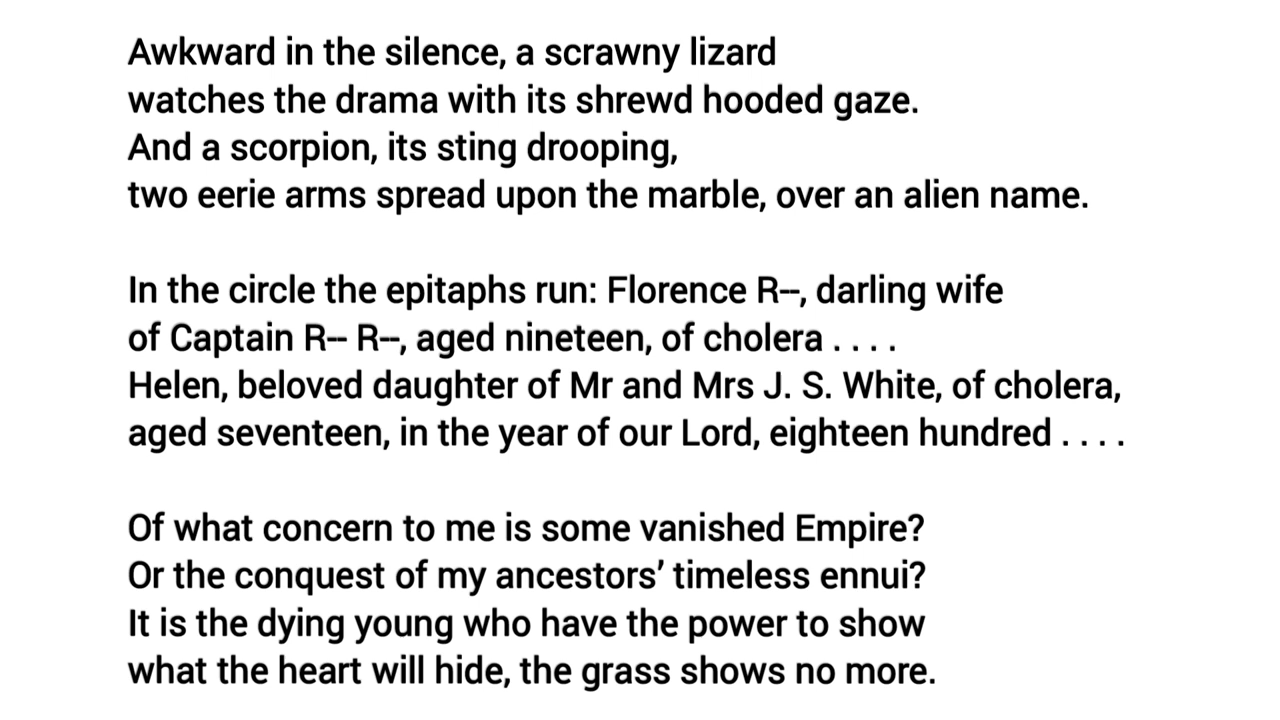 Awkward in the silence, a scrawny lizard
watches the drama with its shrewd hooded gaze.
And a scorpion, its sting drooping,
two eerie arms spread upon the marble, over an alien name.

In the circle the epitaphs run: Florence R--, darling wife
of Captain R-- R--, aged nineteen, of cholera . . . .
Helen, beloved daughter of Mr and Mrs J. S. White, of cholera,
aged seventeen, in the year of our Lord, eighteen hundred . . . .

Of what concern to me is some vanished Empire?
Or the conquest of my ancestors’ timeless ennui?
It is the dying young who have the power to show
what the heart will hide, the grass shows no more.